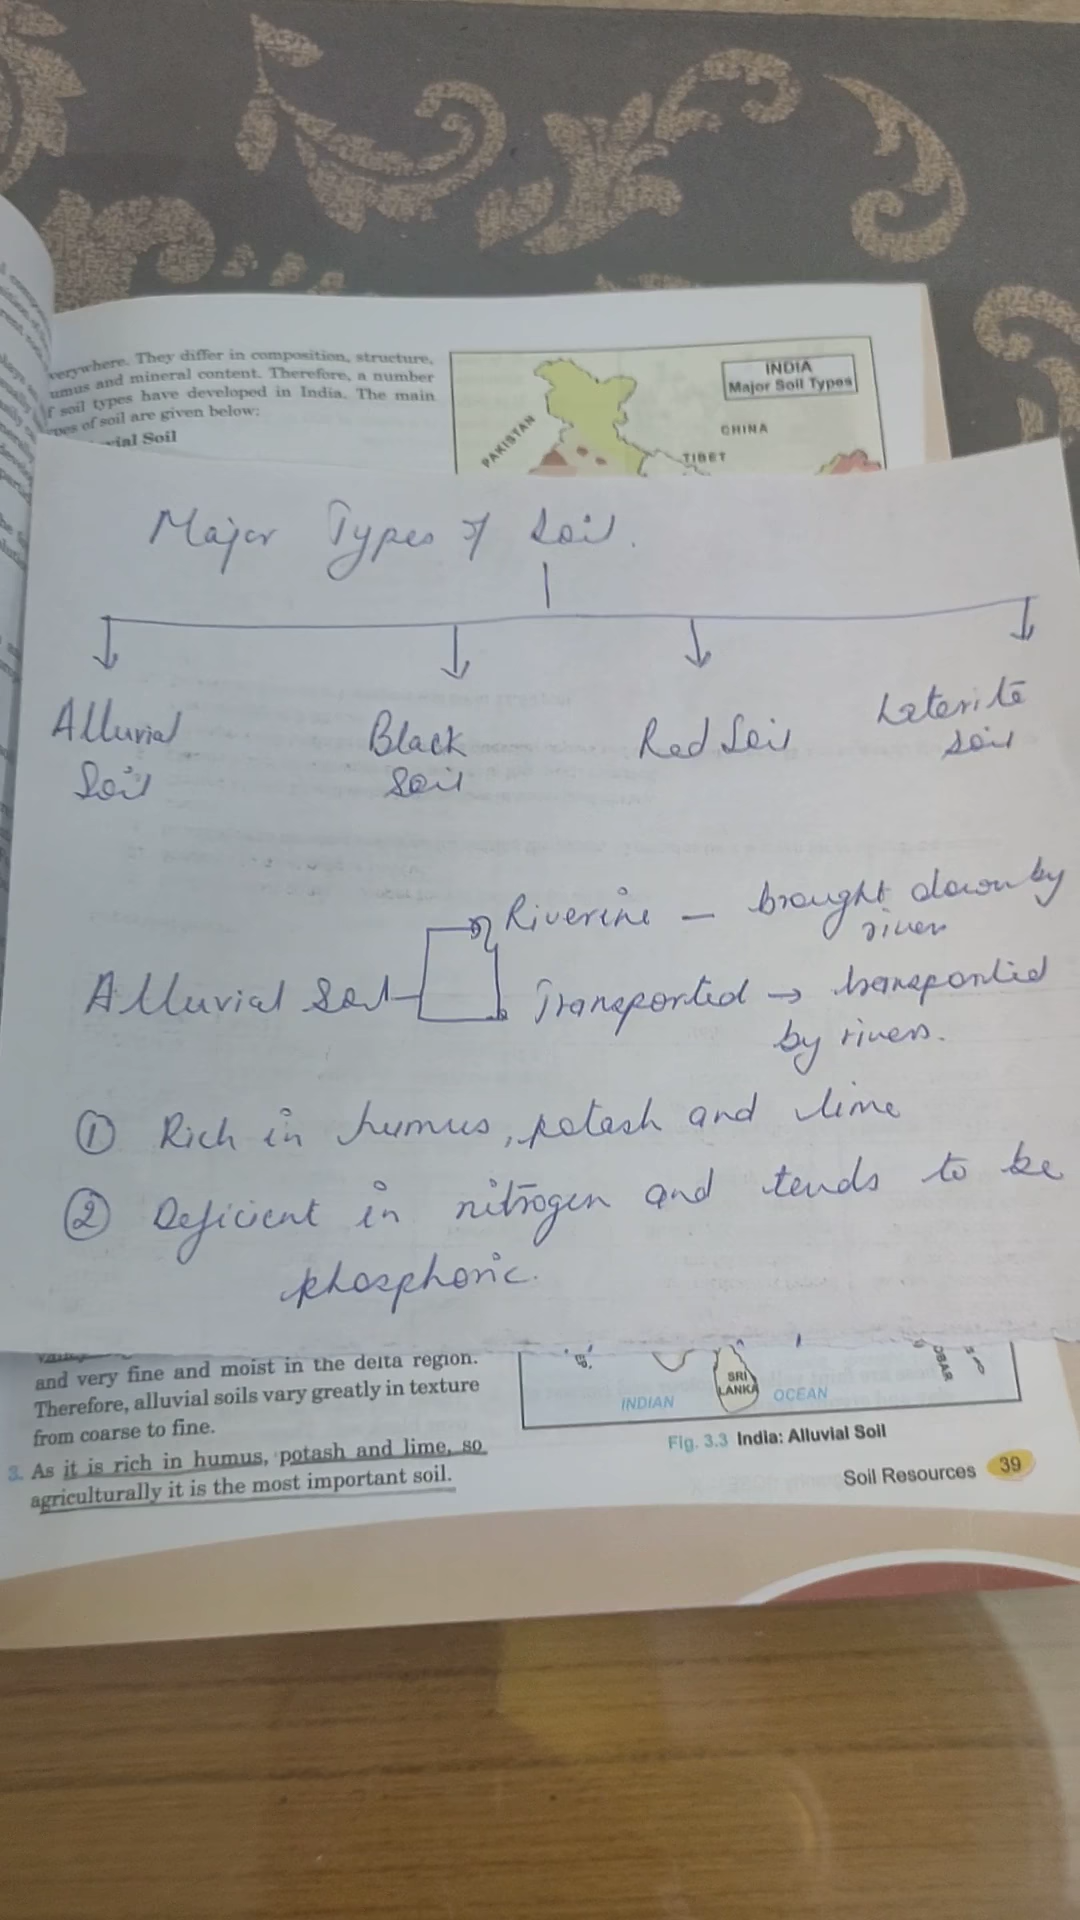 verywhere. They differ in composition, structure,
umus and mineral content. Therefore, a number
f soil types have developed in India. The main
pes of soil are given below:
vial Soil
INDIA
Major Soil Types
PAKISTAN
CHINA
TIBET
Major Types of Soil.
Alluvial
Soil
Black
Soil
Red Soil
Laterite
Soil
Riverine — brought down by
river
Alluvial Soil
Transported → transported
by rivers.
① Rich in humus, potash and lime
② Deficient in nitrogen and tends to be
phosphoric.
and very fine and moist in the delta region.
Therefore, alluvial soils vary greatly in texture
from coarse to fine.
3. As it is rich in humus, potash and lime, so
agriculturally it is the most important soil.
SRI
LANKA
INDIAN OCEAN
OBAR
Fig. 3.3 India: Alluvial Soil
Soil Resources 39